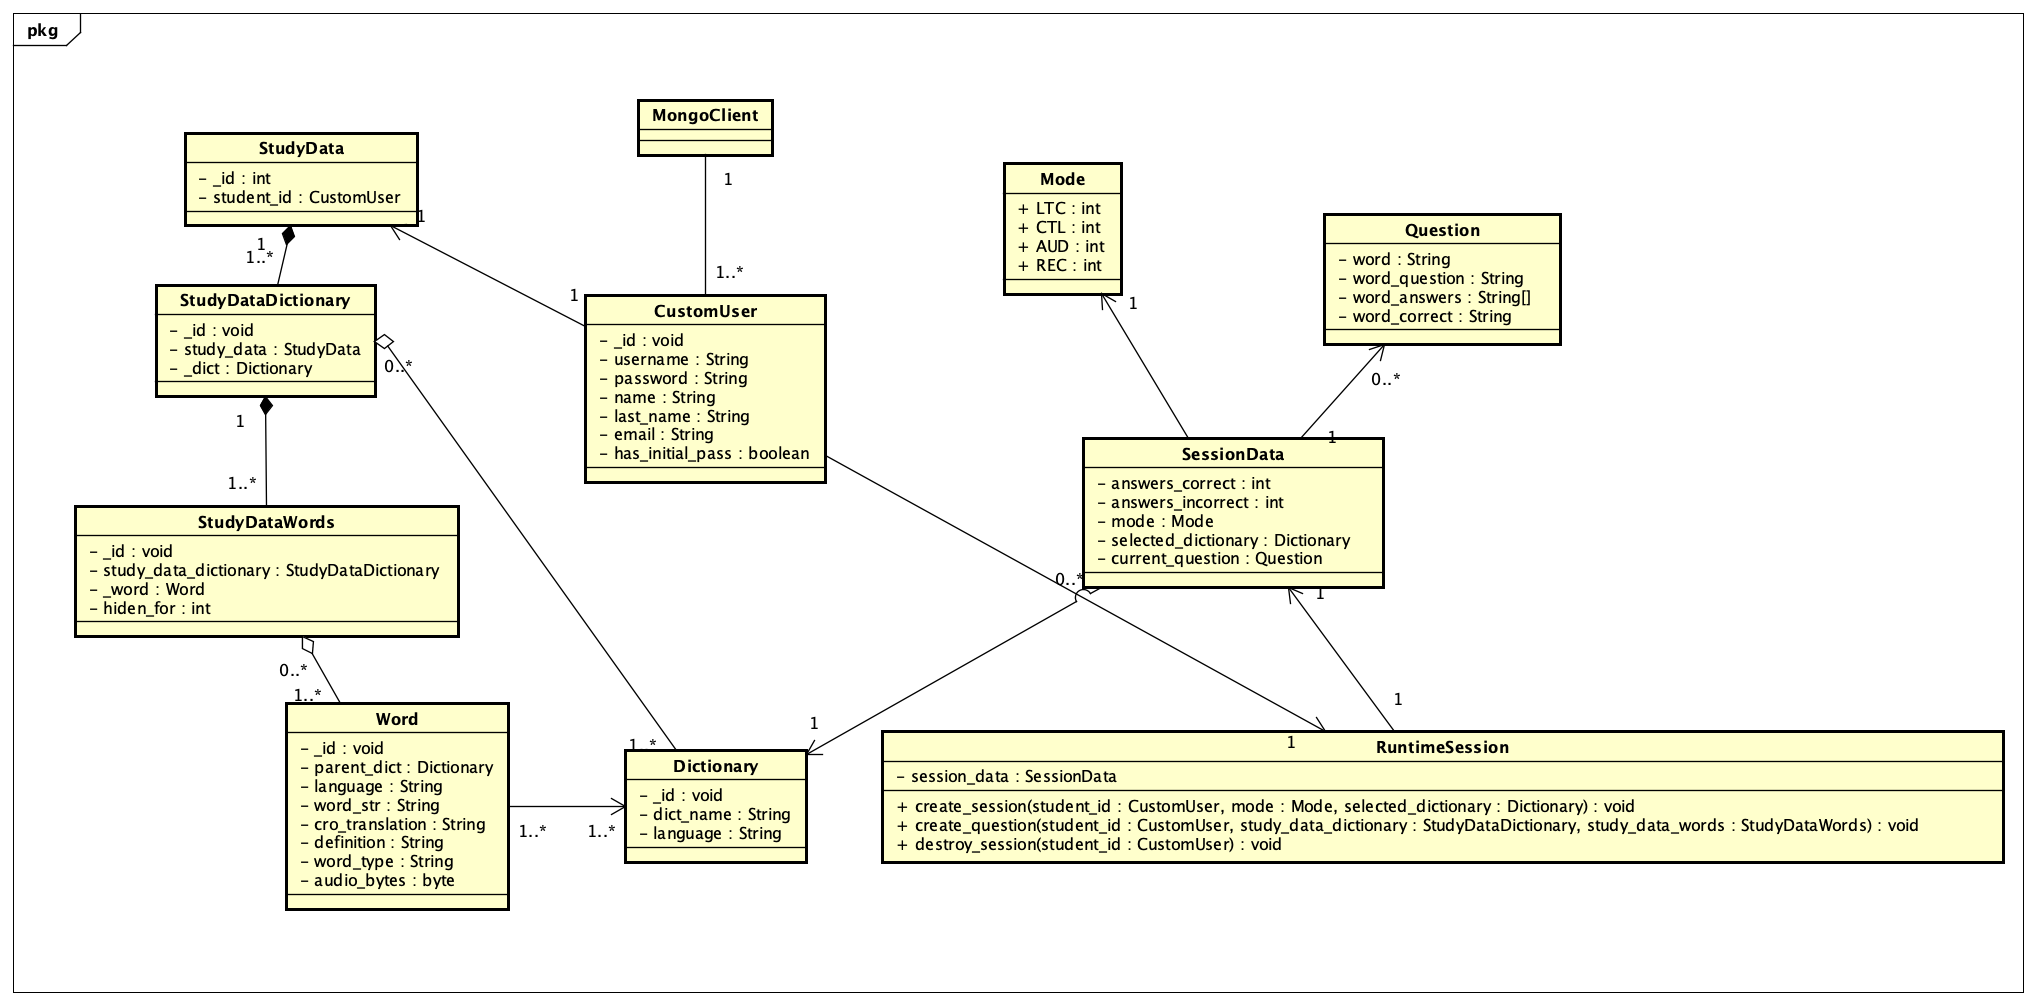 pkg
MongoClient
1
1..*
StudyData
- _id : int
- student_id : CustomUser
1
1
1..*
StudyDataDictionary
- _id : void
- study_data : StudyData
- _dict : Dictionary
0..*
1
1..*
1
CustomUser
- _id : void
- username : String
- password : String
- name : String
- last_name : String
- email : String
- has_initial_pass : boolean
Mode
+ LTC : int
+ CTL : int
+ AUD : int
+ REC : int
1
Question
- word : String
- word_question : String
- word_answers : String[]
- word_correct : String
0..*
1
SessionData
- answers_correct : int
- answers_incorrect : int
- mode : Mode
- selected_dictionary : Dictionary
- current_question : Question
0..*
1
StudyDataWords
- _id : void
- study_data_dictionary : StudyDataDictionary
- _word : Word
- hiden_for : int
0..*
1..*
Word
- _id : void
- parent_dict : Dictionary
- language : String
- word_str : String
- cro_translation : String
- definition : String
- word_type : String
- audio_bytes : byte
1..*
1..*
1..*
1
Dictionary
- _id : void
- dict_name : String
- language : String
1
1
RuntimeSession
- session_data : SessionData
+ create_session(student_id : CustomUser, mode : Mode, selected_dictionary : Dictionary) : void
+ create_question(student_id : CustomUser, study_data_dictionary : StudyDataDictionary, study_data_words : StudyDataWords) : void
+ destroy_session(student_id : CustomUser) : void